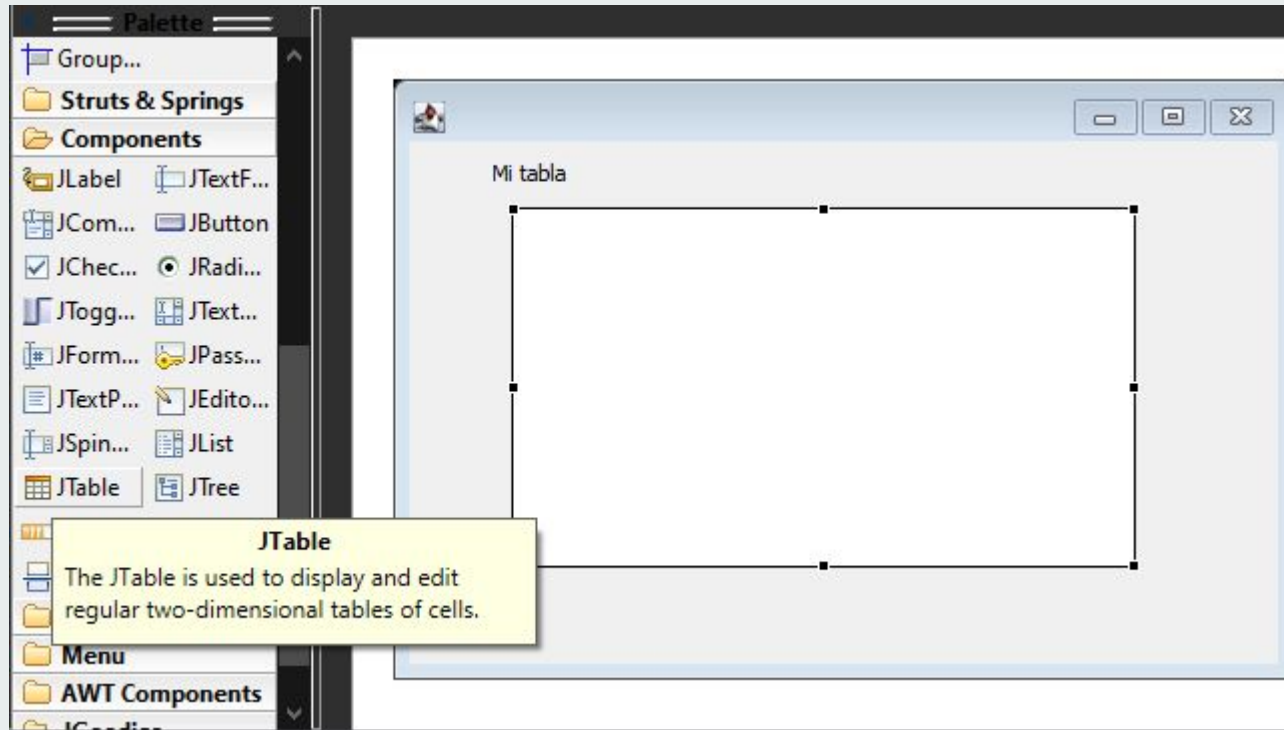 Palette
Group...
Struts & Springs
Components
JLabel JTextF...
JCom... JButton
JChec... JRadi...
JTogg... JText...
JForm... JPass...
JTextP... JEdito...
JSpin... JList
JTable JTree
JTable
The JTable is used to display and edit
regular two-dimensional tables of cells.
Menu
AWT Components
JGoodies
Mi tabla